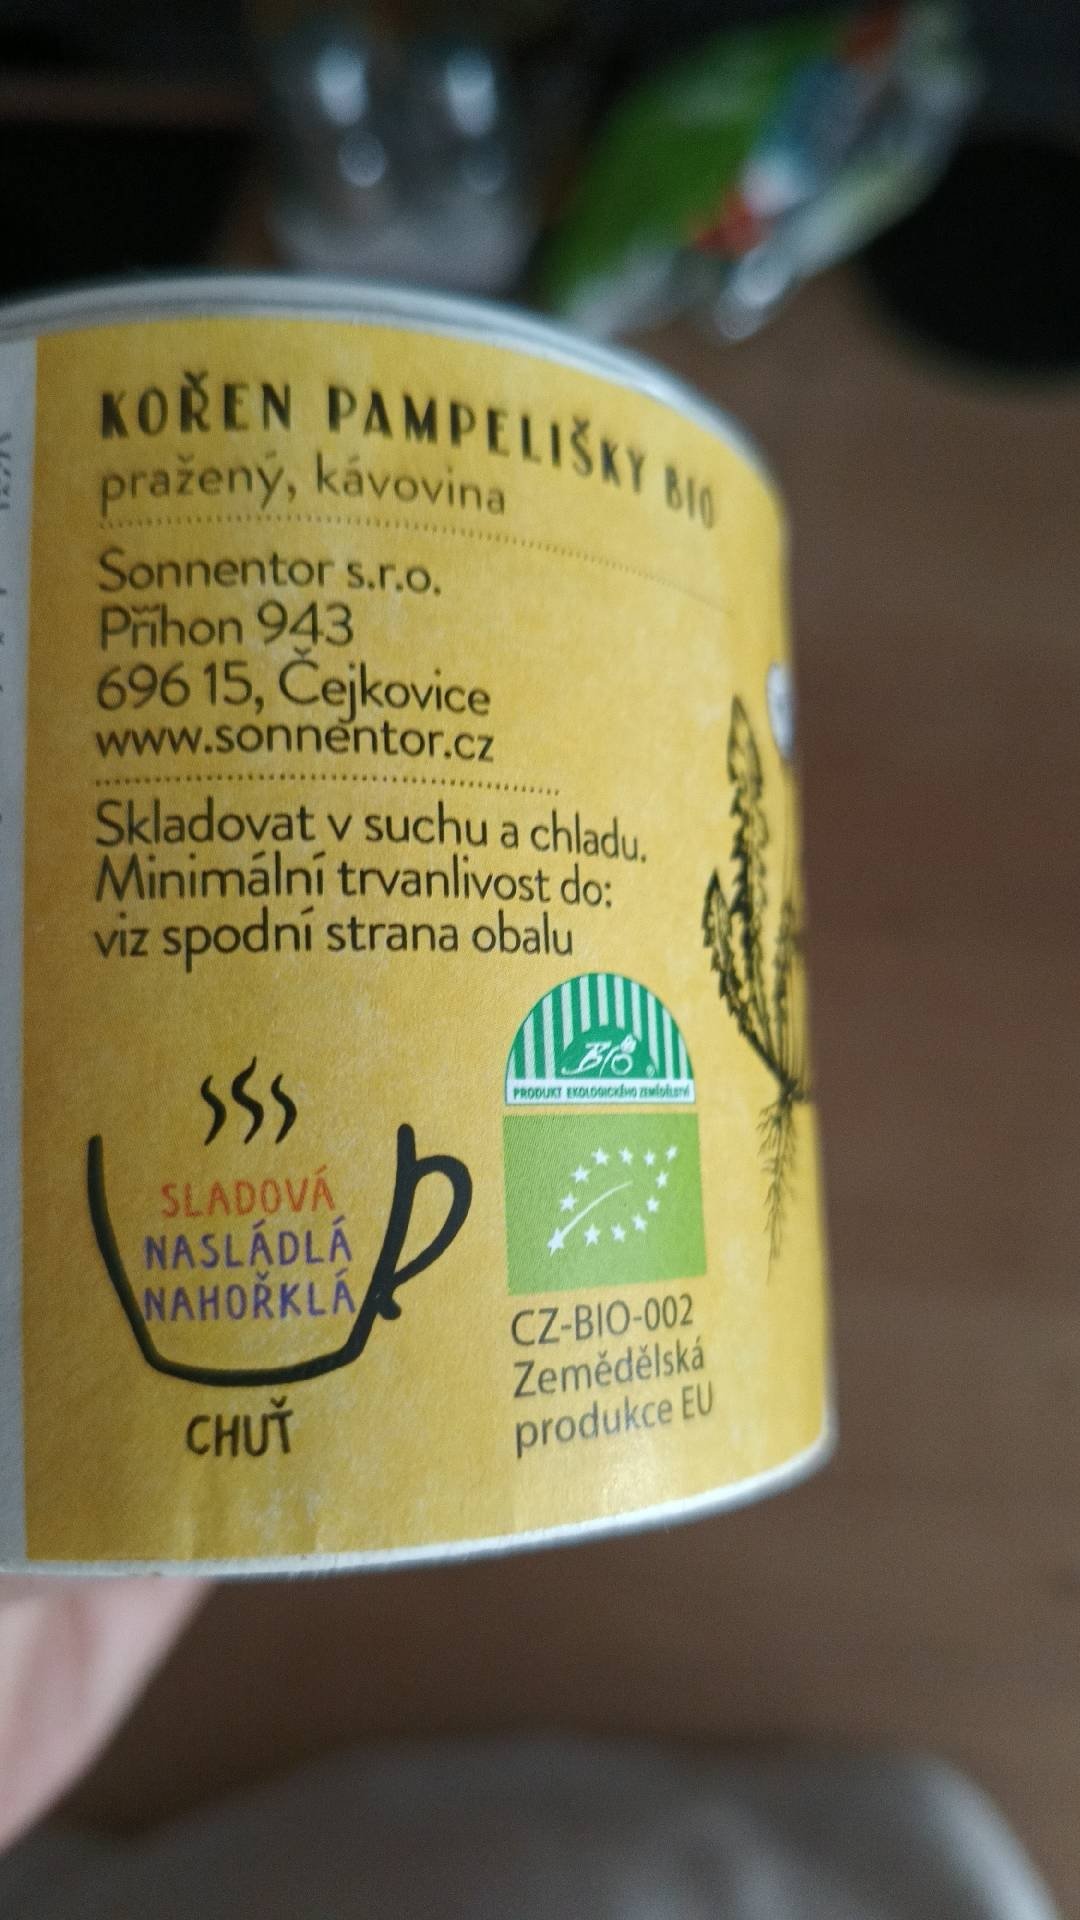 KOŘEN PAMPELIŠKY BIO
pražený, kávovina
Sonnentor s.r.o.
Příhon 943
696 15, Čejkovice
www.sonnentor.cz
Skladovat v suchu a chladu.
Minimální trvanlivost do:
viz spodní strana obalu
SLADOVÁ
NASLÁDLÁ
NAHOŘKLÁ
CHUŤ
BIO
PRODUKT EKOLOGICKÉHO ZEMĚDĚLSTVÍ
CZ-BIO-002
Zemědělská
produkce EU